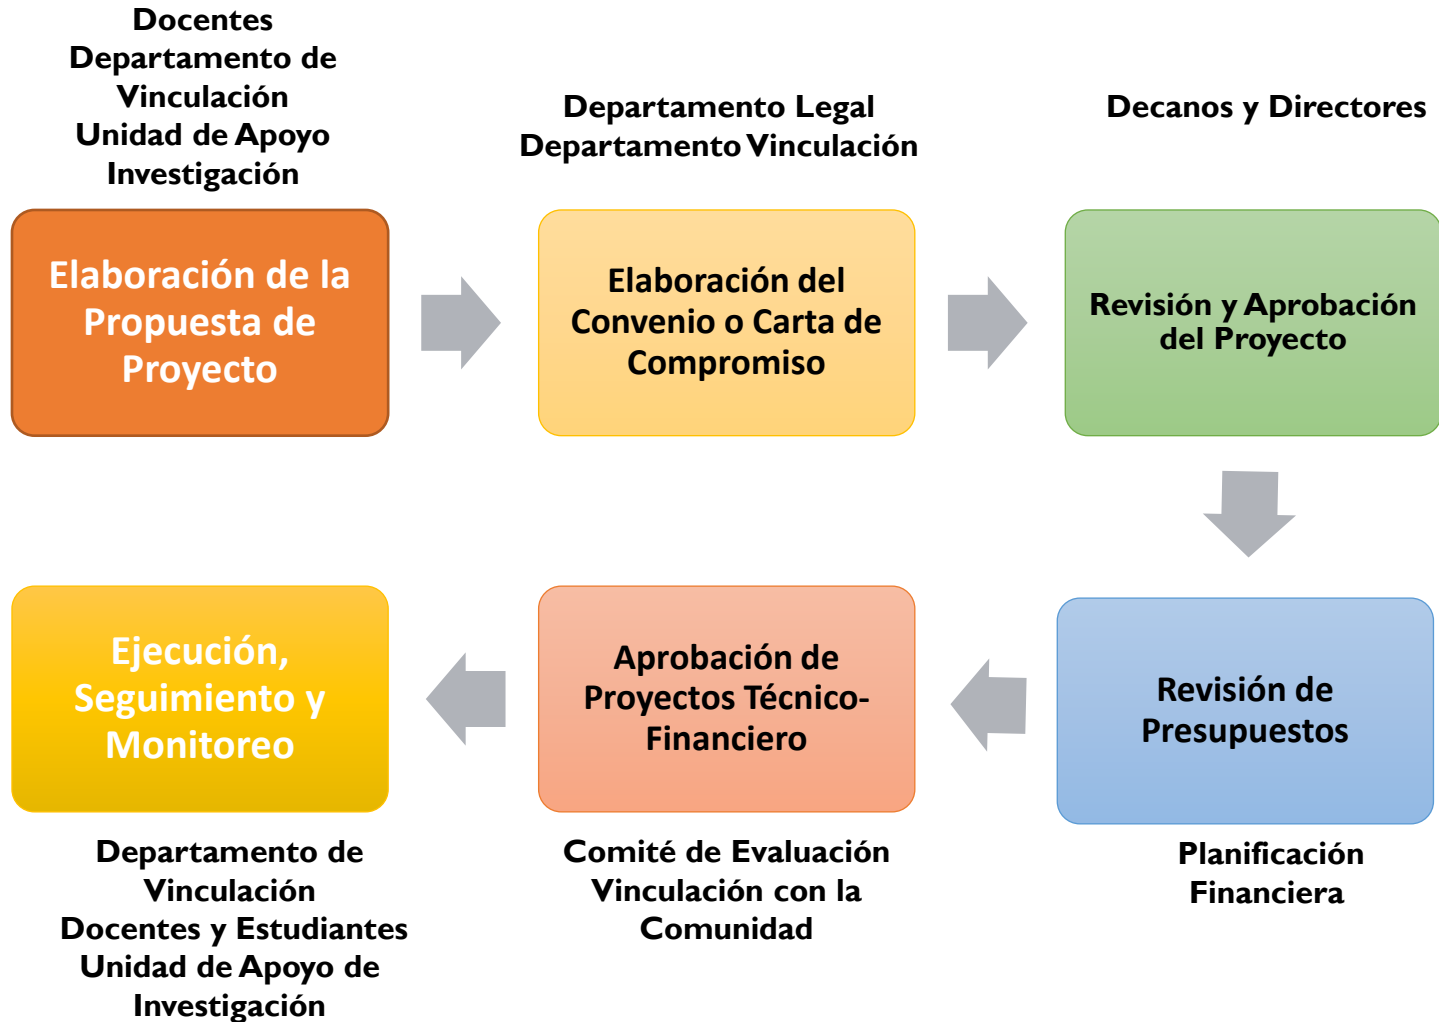 Docentes
Departamento de
Vinculación
Unidad de Apoyo
Investigación
Departamento Legal
Departamento Vinculación
Decanos y Directores
Elaboración de la
Propuesta de
Proyecto
Elaboración del
Convenio o Carta de
Compromiso
Revisión y Aprobación
del Proyecto
Revisión de
Presupuestos
Planificación
Financiera
Aprobación de
Proyectos Técnico-
Financiero
Comité de Evaluación
Vinculación con la
Comunidad
Ejecución,
Seguimiento y
Monitoreo
Departamento de
Vinculación
Docentes y Estudiantes
Unidad de Apoyo de
Investigación